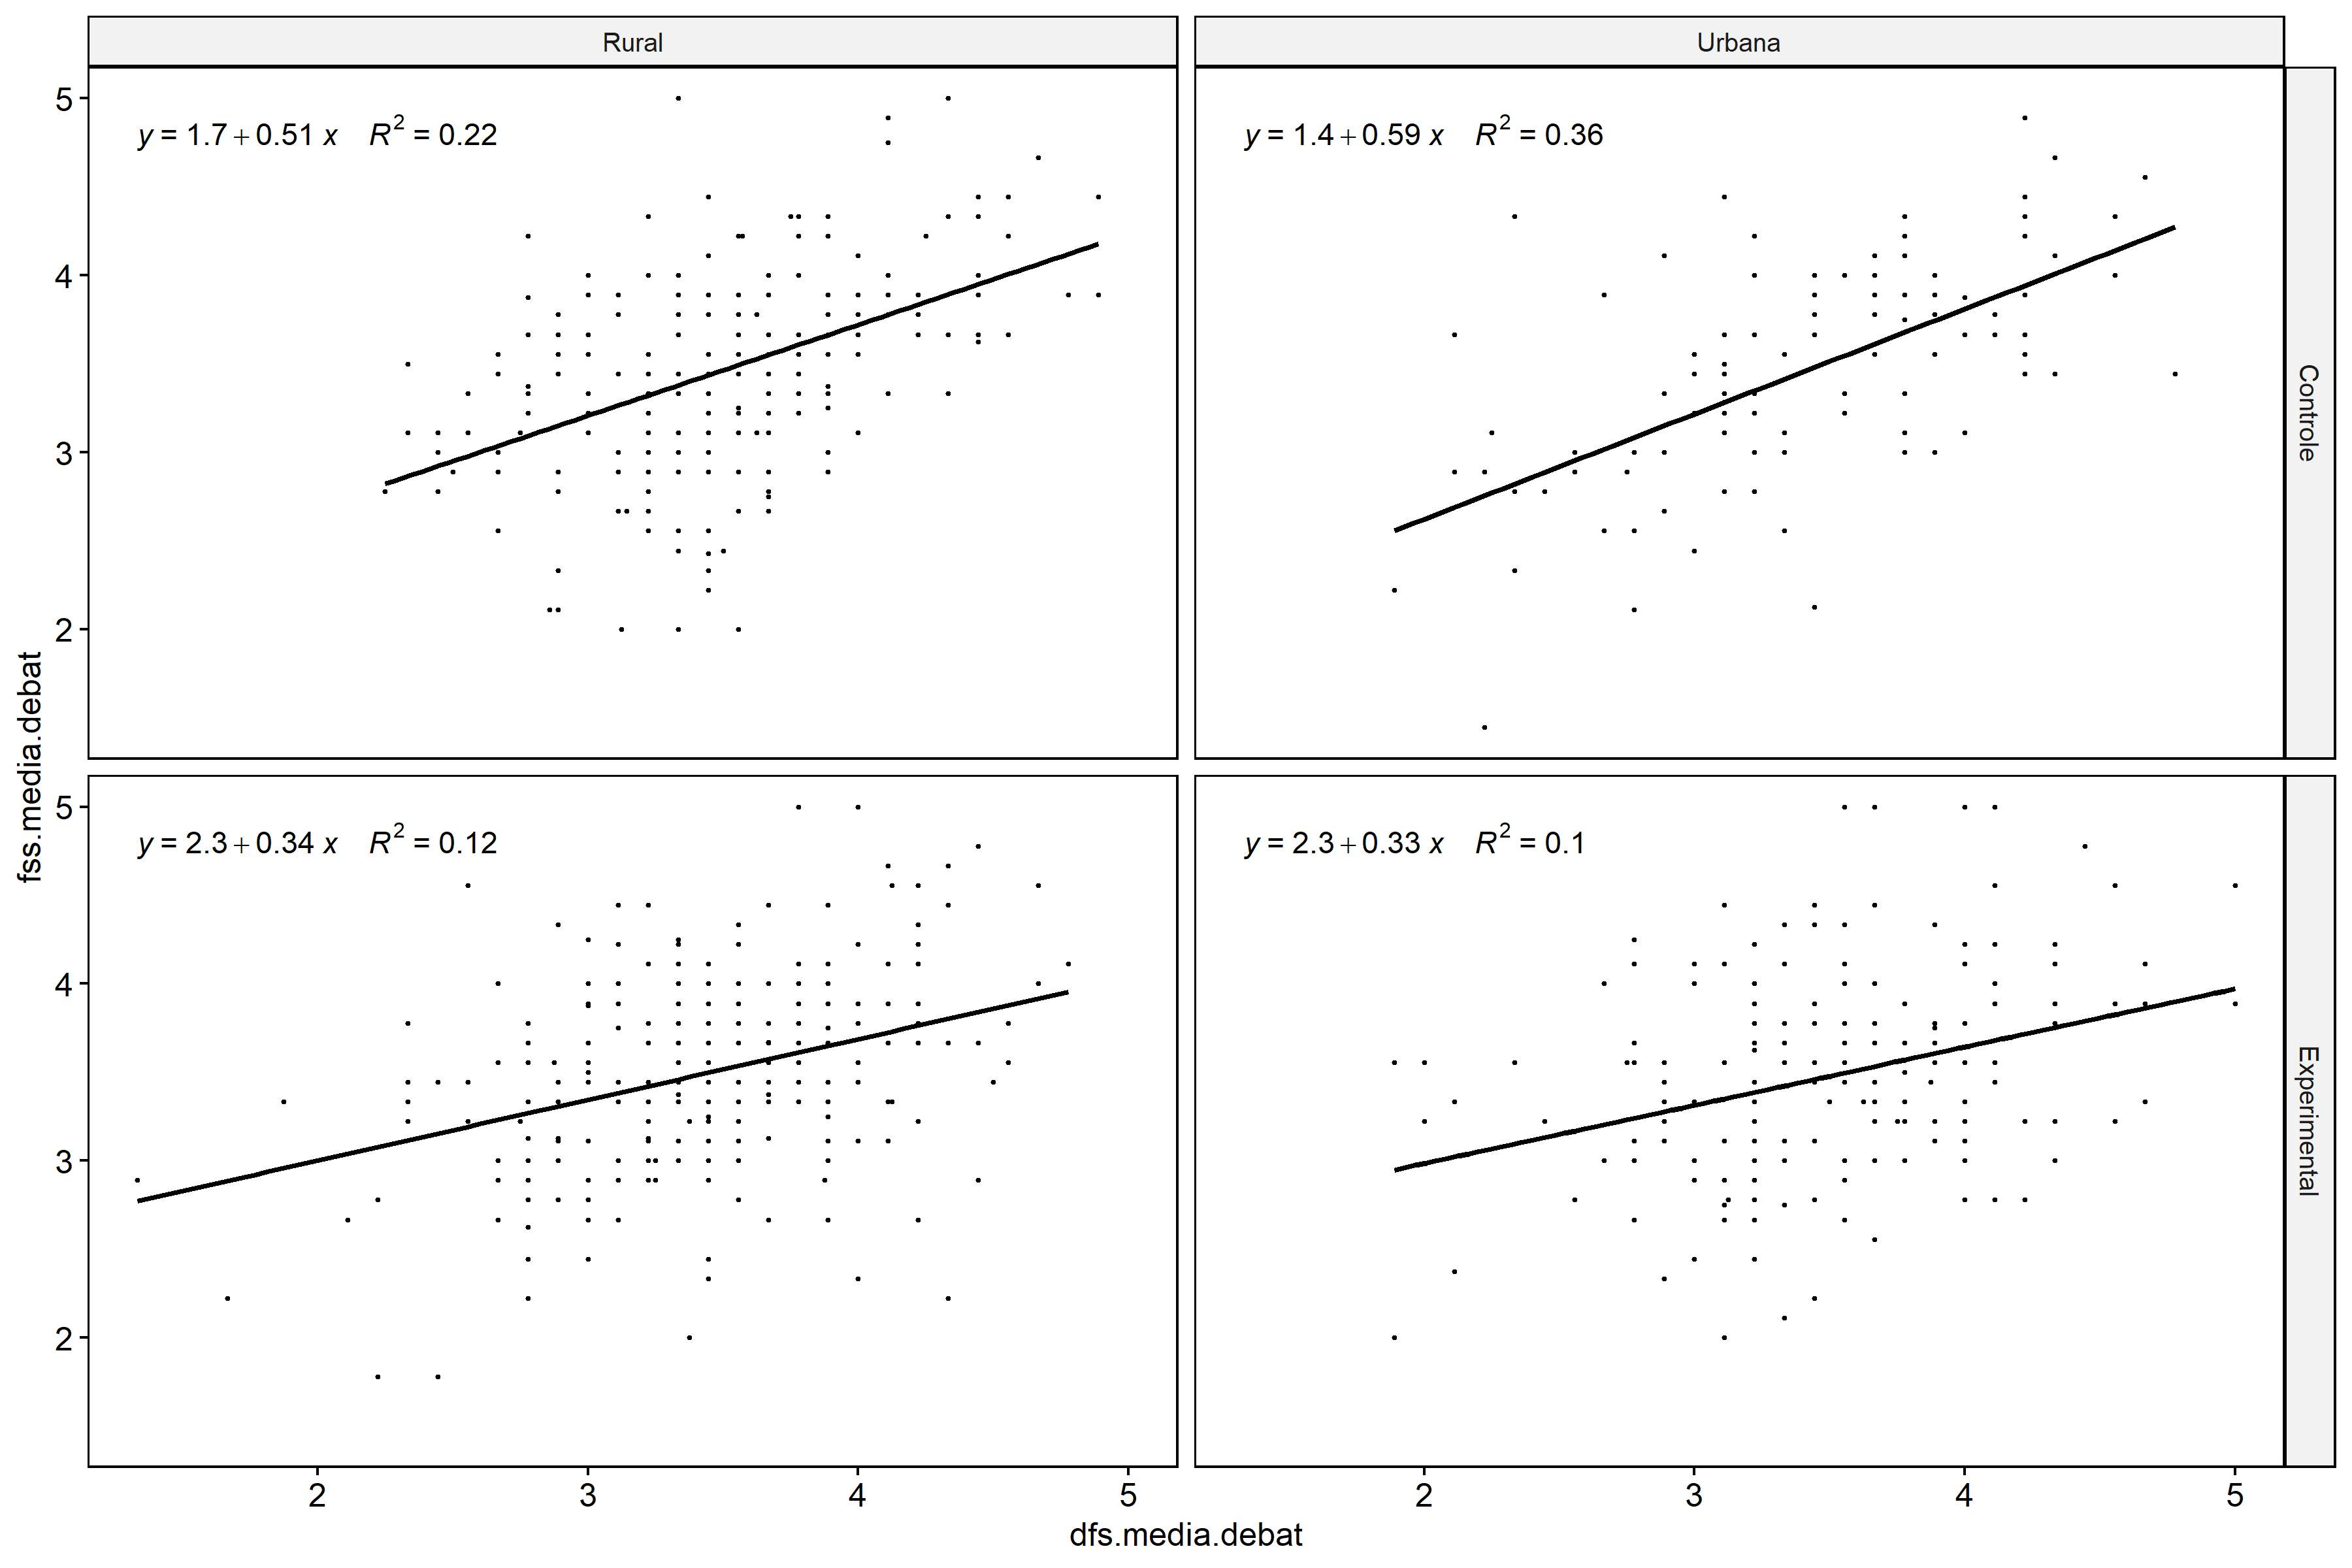 Rural
Urbana
5
4
3
2
y = 1.7 + 0.51 x R² = 0.22
y = 1.4 + 0.59 x R² = 0.36
Controle
fss.media.debat
5
4
3
2
y = 2.3 + 0.34 x R² = 0.12
y = 2.3 + 0.33 x R² = 0.1
Experimental
2 3 4 5
2 3 4 5
dfs.media.debat